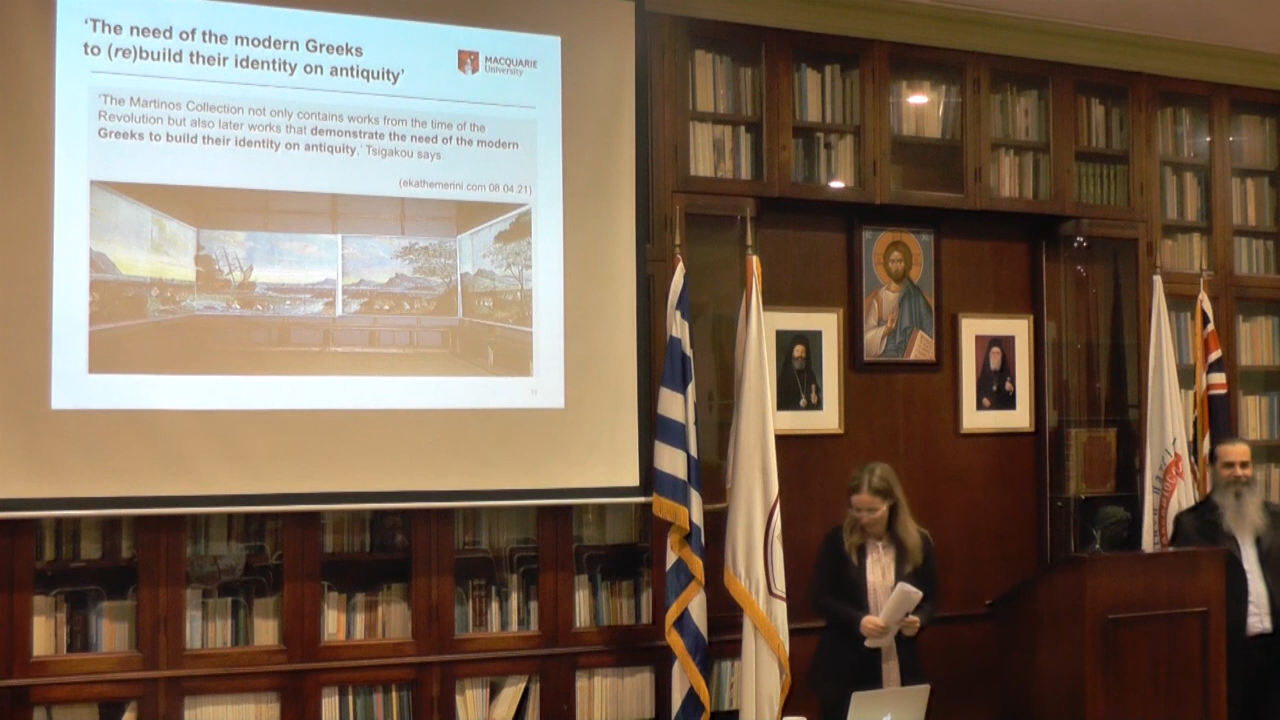 ‘The need of the modern Greeks
to (re)build their identity on antiquity’
MACQUARIE
University
‘The Martinos Collection not only contains works from the time of the
Revolution but also later works that demonstrate the need of the modern
Greeks to build their identity on antiquity,’ Tsigakou says.
(ekathemerini.com 08.04.21)